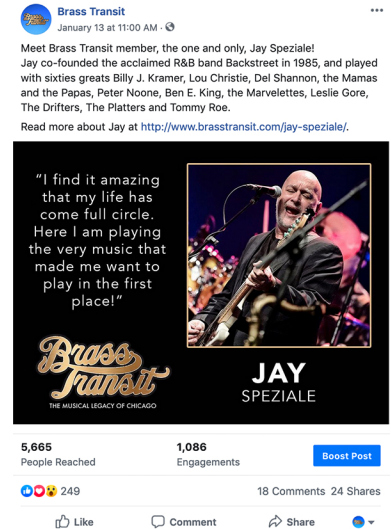 Brass Transit
January 13 at 11:00 AM ·
Meet Brass Transit member, the one and only, Jay Speziale!
Jay co-founded the acclaimed R&B band Backstreet in 1985, and played
with sixties greats Billy J. Kramer, Lou Christie, Del Shannon, the Mamas
and the Papas, Peter Noone, Ben E. King, the Marvelettes, Leslie Gore,
The Drifters, The Platters and Tommy Roe.
Read more about Jay at http://www.brasstransit.com/jay-speziale/.
“I find it amazing
that my life has
come full circle.
Here I am playing
the very music that
made me want to
play in the first
place!”
Brass
Transit
THE MUSICAL LEGACY OF CHICAGO
JAY
SPEZIALE
5,665
People Reached
1,086
Engagements
Boost Post
249
18 Comments 24 Shares
Like
Comment
Share